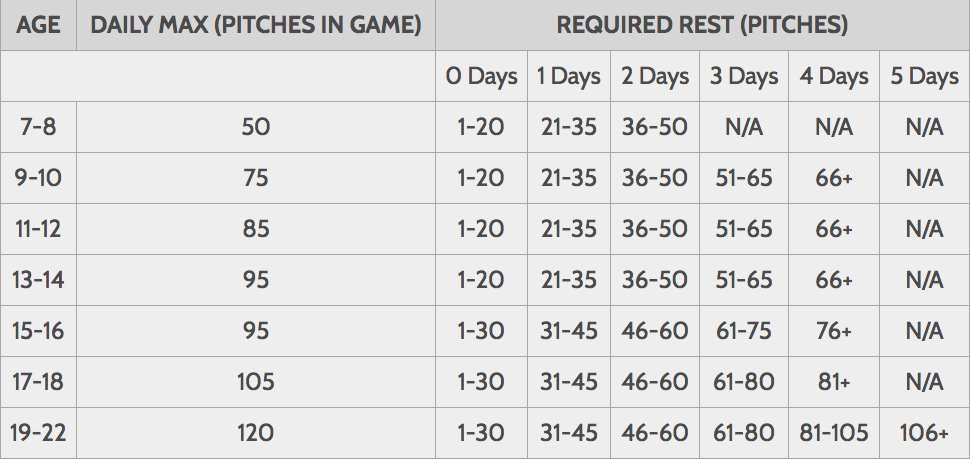 AGE DAILY MAX (PITCHES IN GAME) REQUIRED REST (PITCHES)
0 Days 1 Days 2 Days 3 Days 4 Days 5 Days
7-8 50 1-20 21-35 36-50 N/A N/A N/A
9-10 75 1-20 21-35 36-50 51-65 66+ N/A
11-12 85 1-20 21-35 36-50 51-65 66+ N/A
13-14 95 1-20 21-35 36-50 51-65 66+ N/A
15-16 95 1-30 31-45 46-60 61-75 76+ N/A
17-18 105 1-30 31-45 46-60 61-80 81+ N/A
19-22 120 1-30 31-45 46-60 61-80 81-105 106+